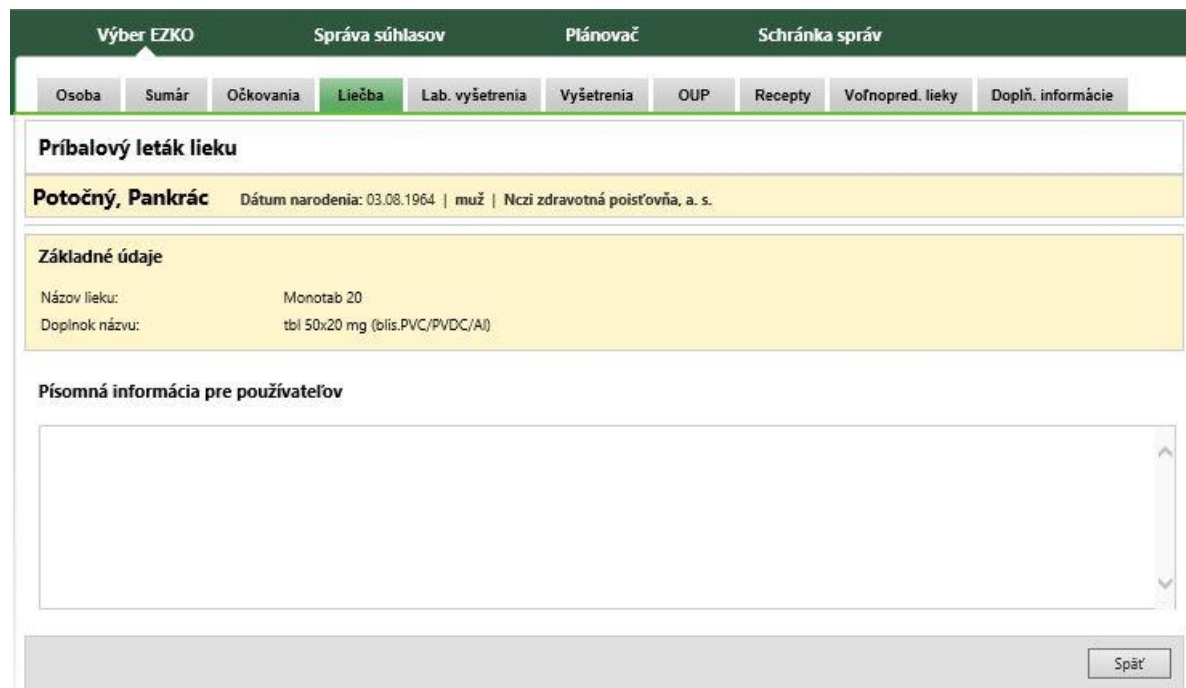 Výber EZKO Správa súhlasov Plánovač Schránka správ
Osoba Sumár Očkovania Liečba Lab. vyšetrenia Vyšetrenia OUP Recepty Voľnopred. lieky Doplň. informácie
Príbalový leták lieku
Potočný, Pankrác Dátum narodenia: 03.08.1964 | muž | Nczi zdravotná poisťovňa, a. s.
Základné údaje
Názov lieku: Monotab 20
Doplnok názvu: tbl 50x20 mg (blis.PVC/PVDC/Al)
Písomná informácia pre používateľov
Späť